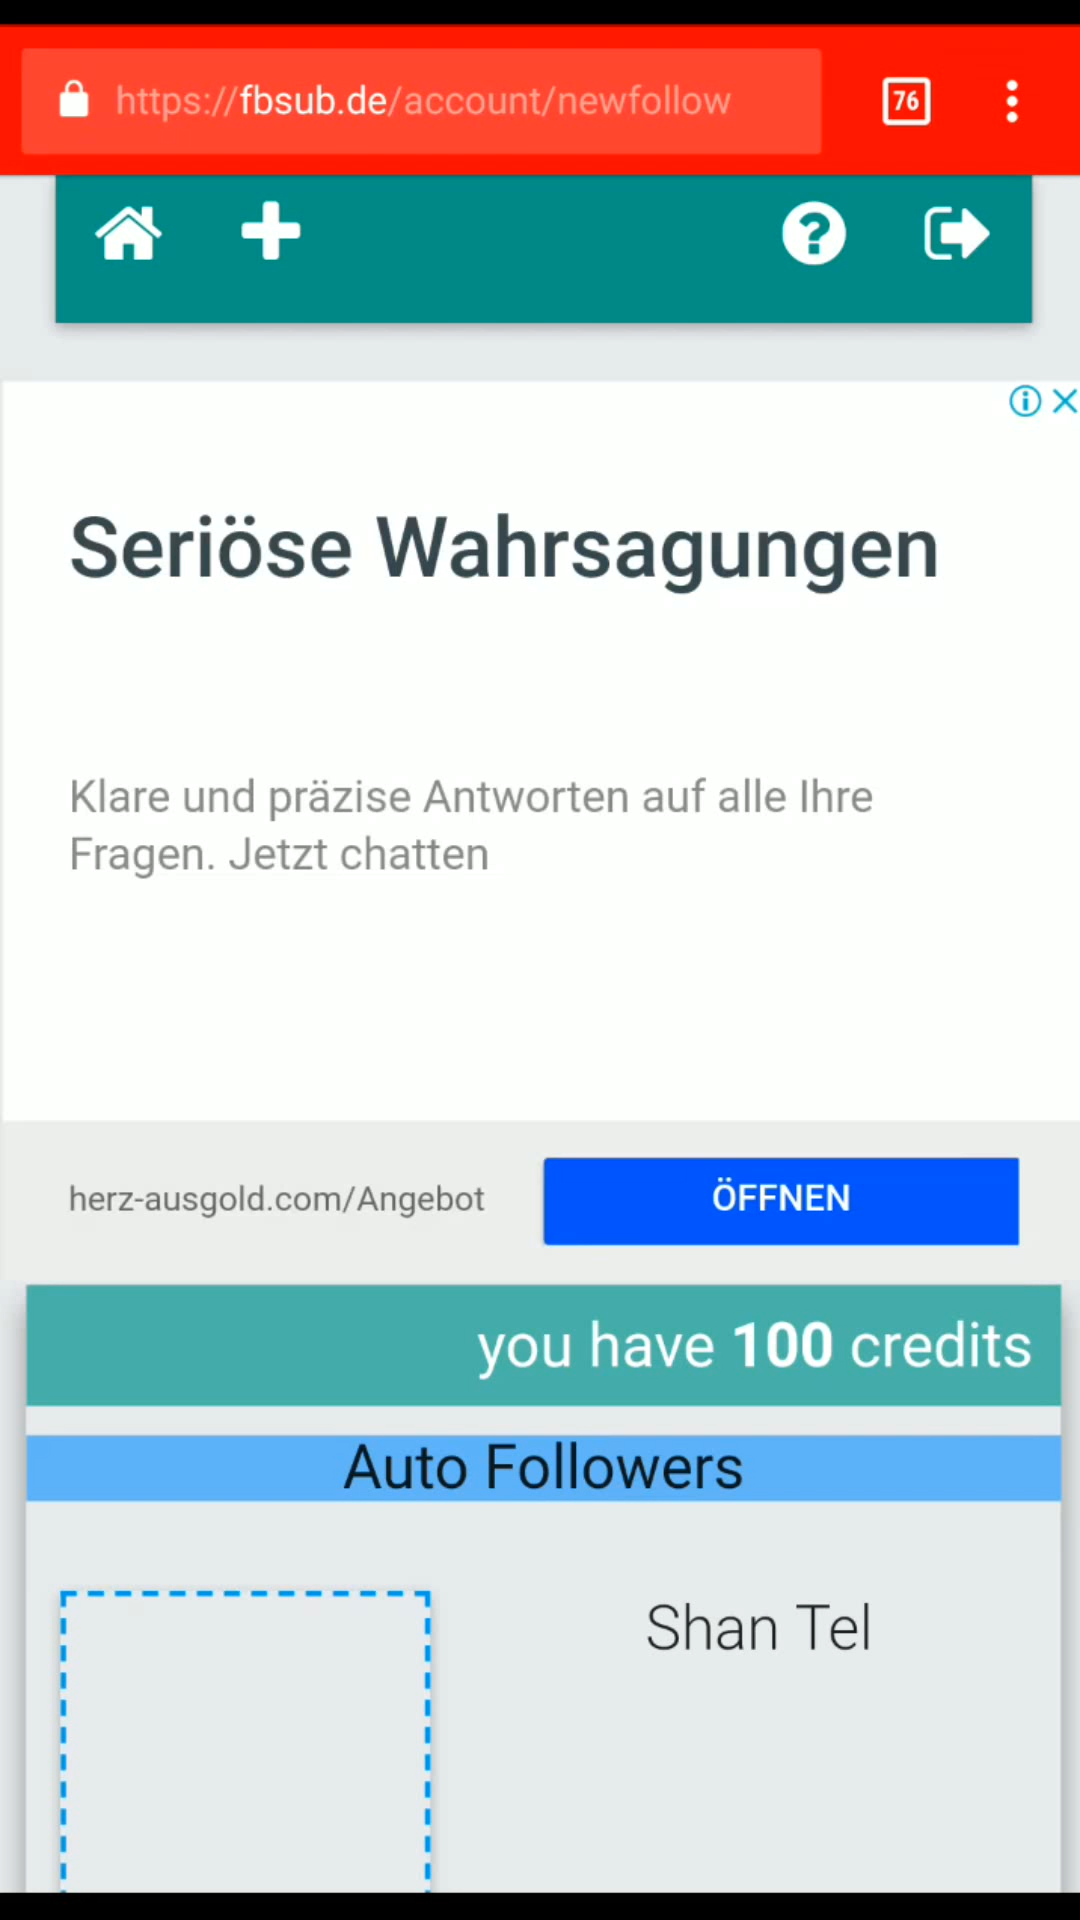 https://fbsub.de/account/newfollow
76
Seriöse Wahrsagungen
Klare und präzise Antworten auf alle Ihre
Fragen. Jetzt chatten
herz-ausgold.com/Angebot
ÖFFNEN
you have 100 credits
Auto Followers
Shan Tel